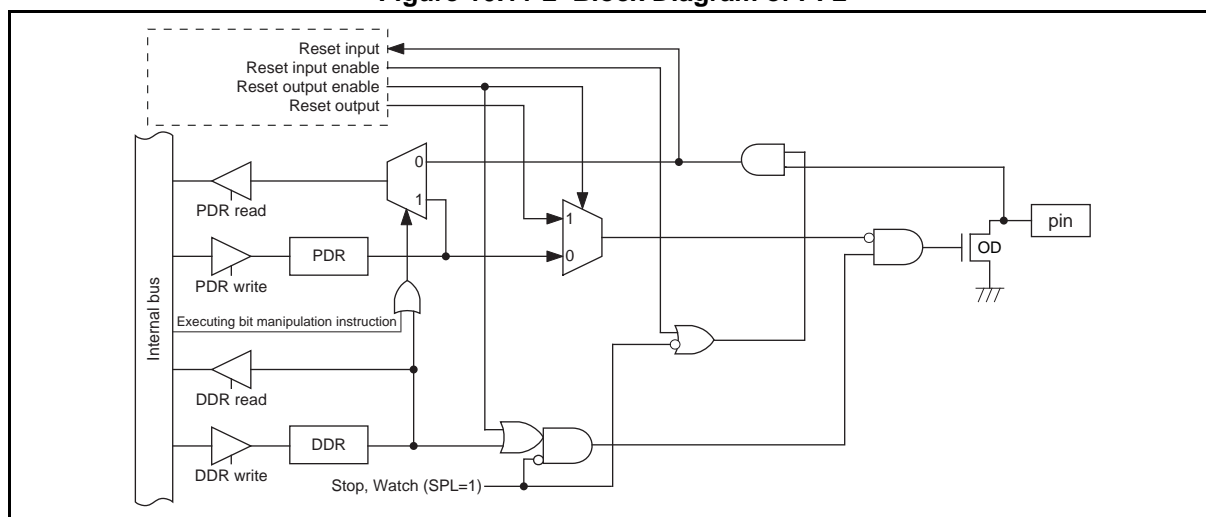 Reset input
Reset input enable
Reset output enable
Reset output
0
1
PDR read
1
pin
OD
PDR
0
PDR write
Internal bus
Executing bit manipulation instruction
DDR read
DDR
DDR write
Stop, Watch (SPL=1)